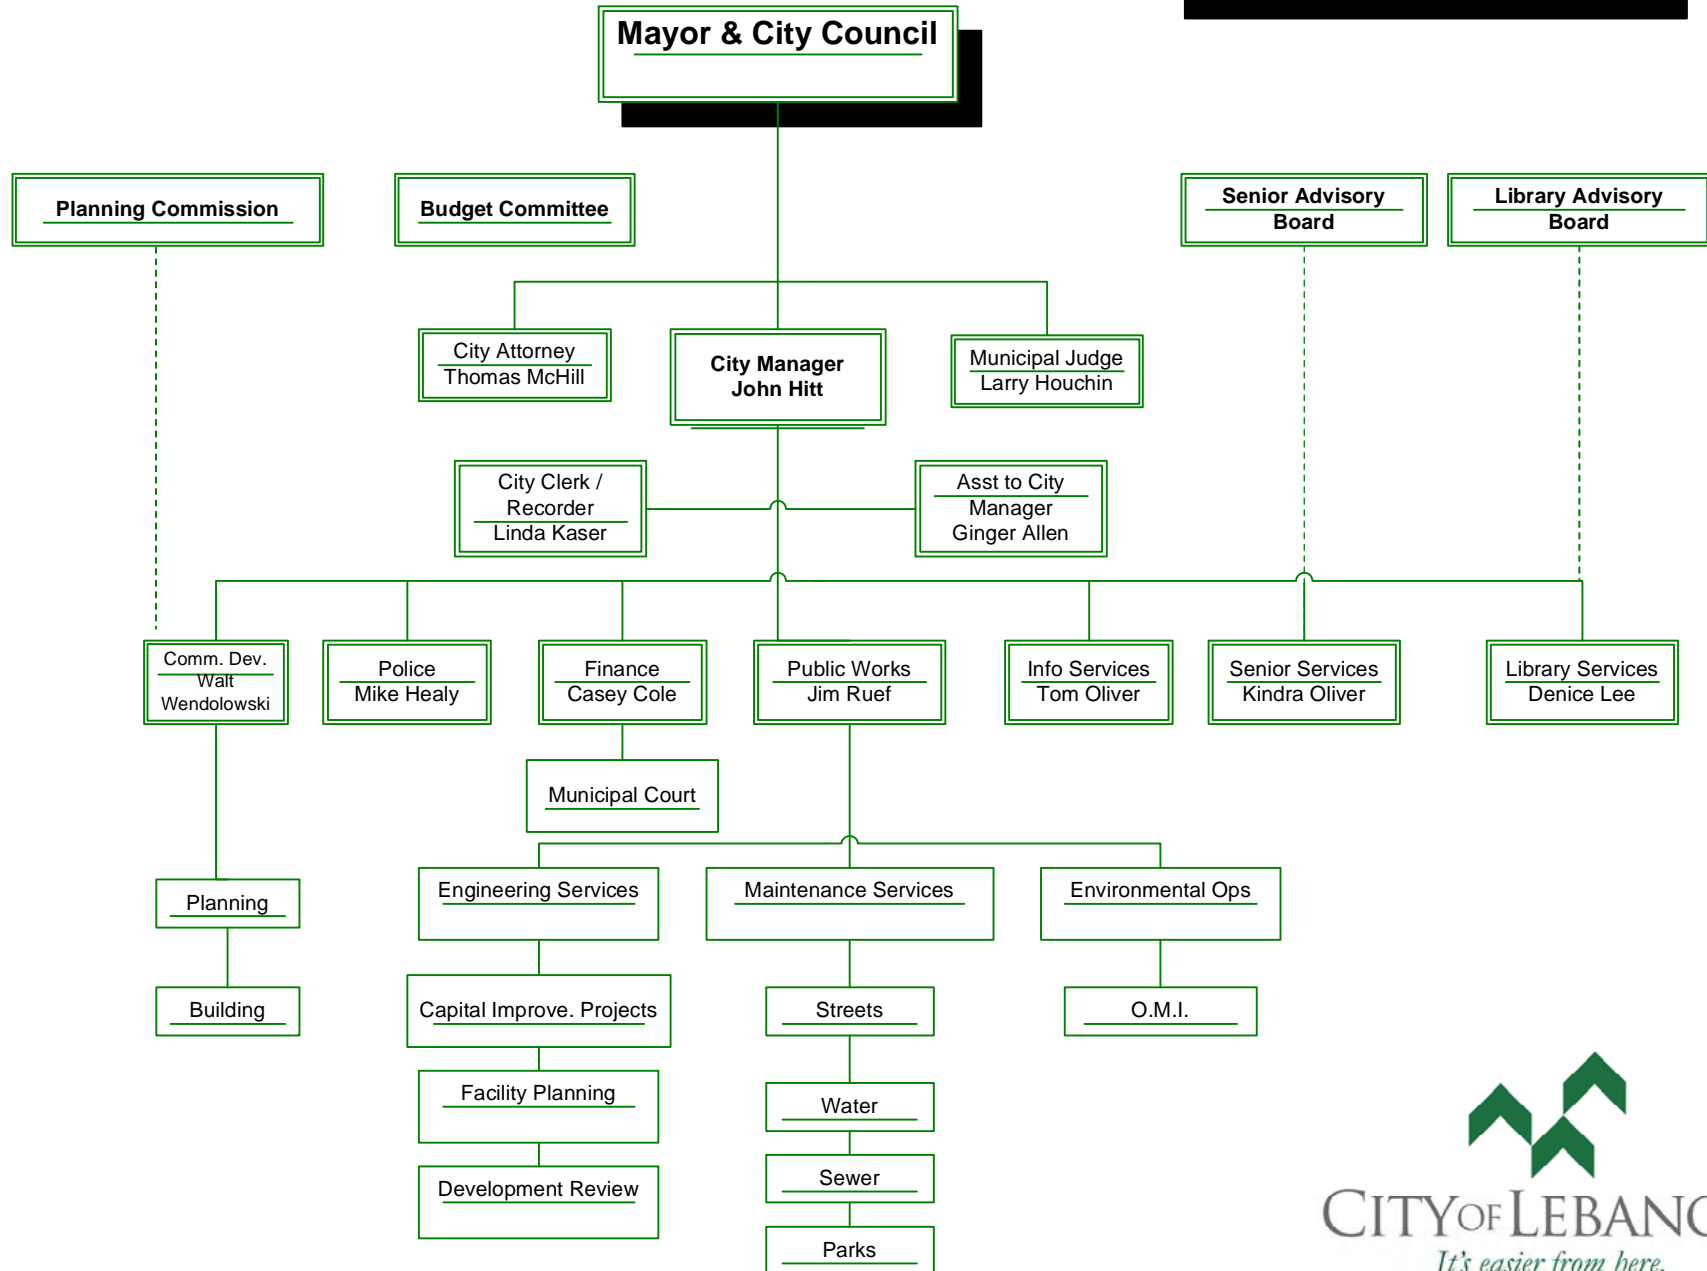 Mayor & City Council
Planning Commission
Budget Committee
Senior Advisory
Board
Library Advisory
Board
City Attorney
Thomas McHill
City Manager
John Hitt
Municipal Judge
Larry Houchin
City Clerk /
Recorder
Linda Kaser
Asst to City
Manager
Ginger Allen
Comm. Dev.
Walt
Wendolowski
Police
Mike Healy
Finance
Casey Cole
Public Works
Jim Ruef
Info Services
Tom Oliver
Senior Services
Kindra Oliver
Library Services
Denice Lee
Municipal Court
Planning
Building
Engineering Services
Capital Improve. Projects
Facility Planning
Development Review
Maintenance Services
Streets
Water
Sewer
Parks
Environmental Ops
O.M.I.
CITY OF LEBANO
It's easier from here.